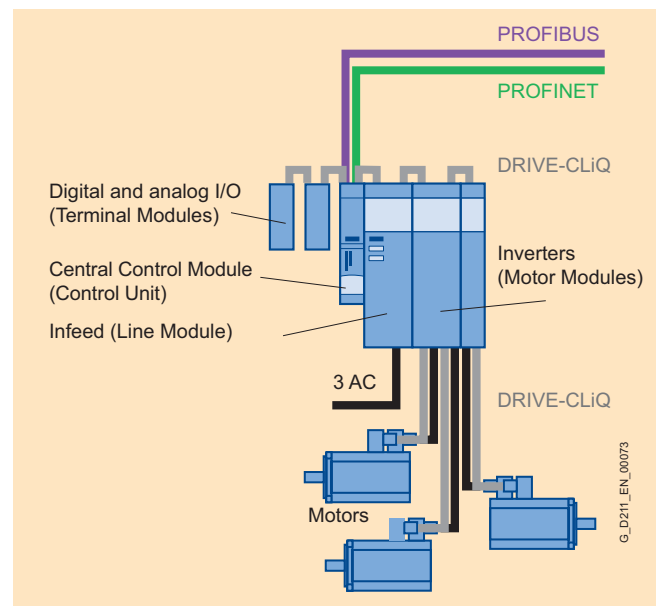 PROFIBUS
PROFINET
DRIVE-CLiQ
Digital and analog I/O
(Terminal Modules)
Central Control Module
(Control Unit)
Infeed (Line Module)
Inverters
(Motor Modules)
3 AC
DRIVE-CLiQ
Motors
G_D211_EN_00073